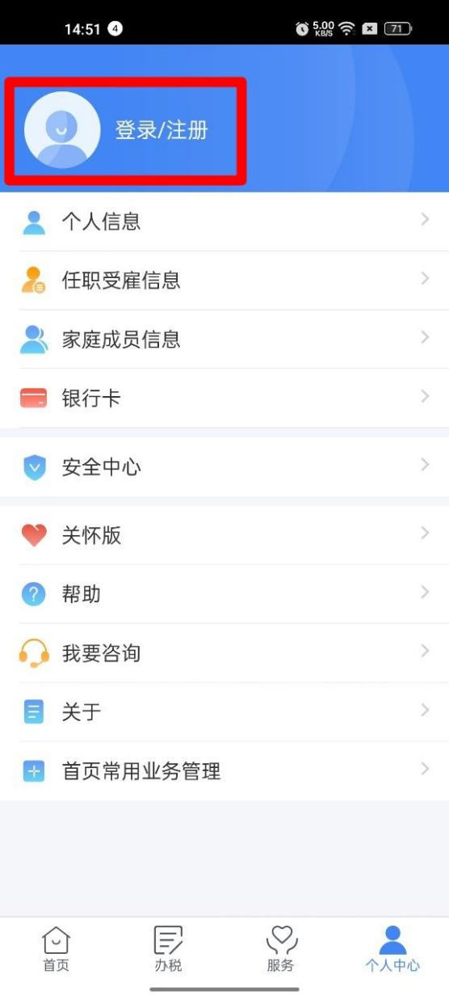 14:51 4 5.00 KB/S 71
登录/注册
个人信息
任职受雇信息
家庭成员信息
银行卡
安全中心
关怀版
帮助
我要咨询
关于
首页常用业务管理
首页 办税 服务 个人中心